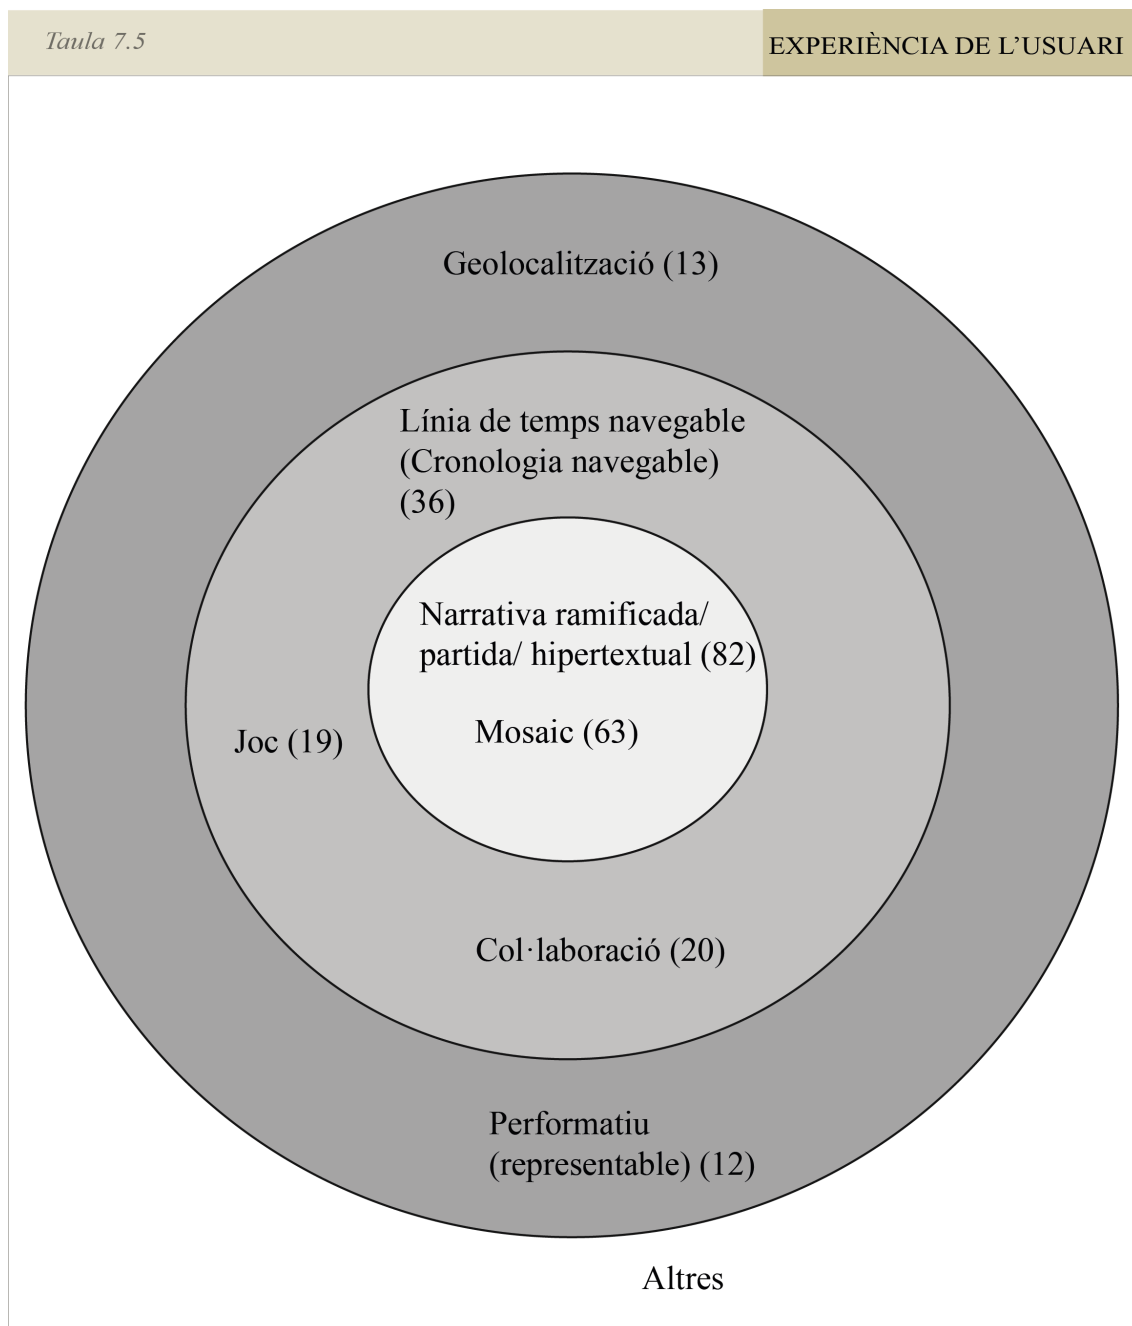 Taula 7.5
EXPERIÈNCIA DE L’USUARI
Geolocalització (13)
Línia de temps navegable
(Cronologia navegable)
(36)
Narrativa ramificada/
partida/ hipertextual (82)
Mosaic (63)
Joc (19)
Col·laboració (20)
Performatiu
(representable) (12)
Altres